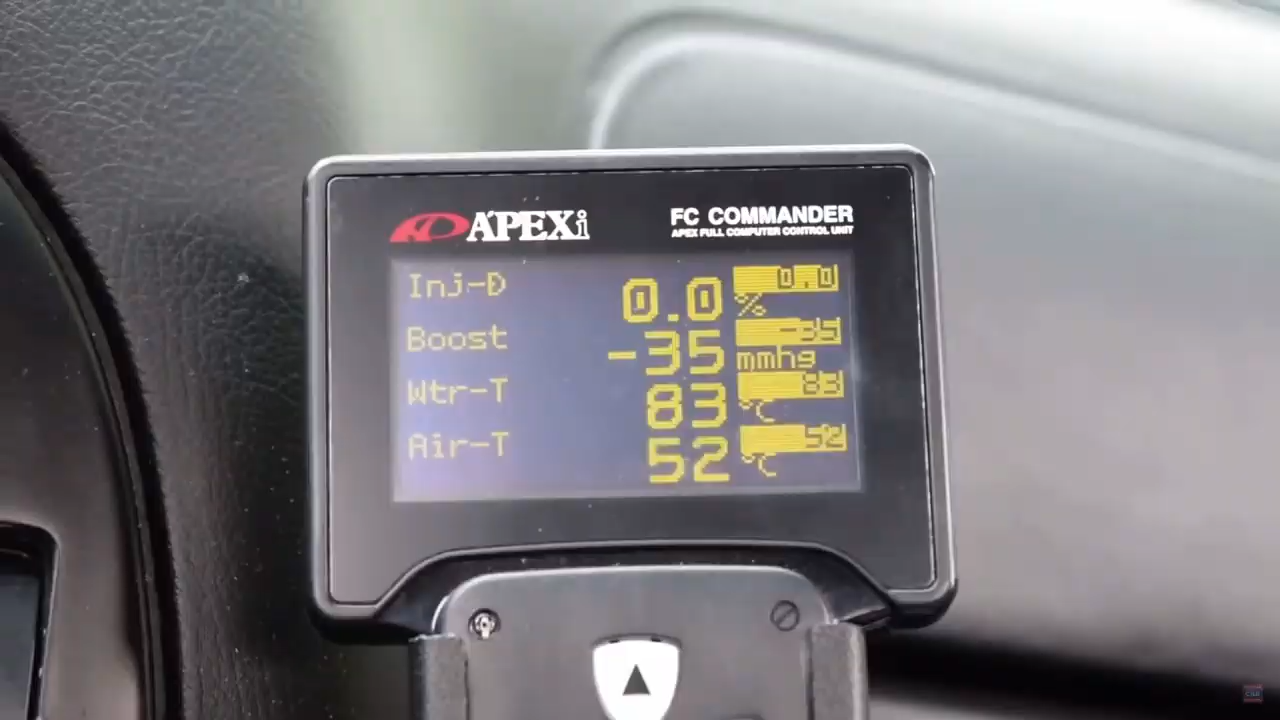 A'PEXi
FC COMMANDER
APEX FULL COMPUTER CONTROL UNIT
Inj-D 0.0 % 0.0
Boost -35 mmhg -35
Wtr-T 83 °C 83
Air-T 52 °C 52